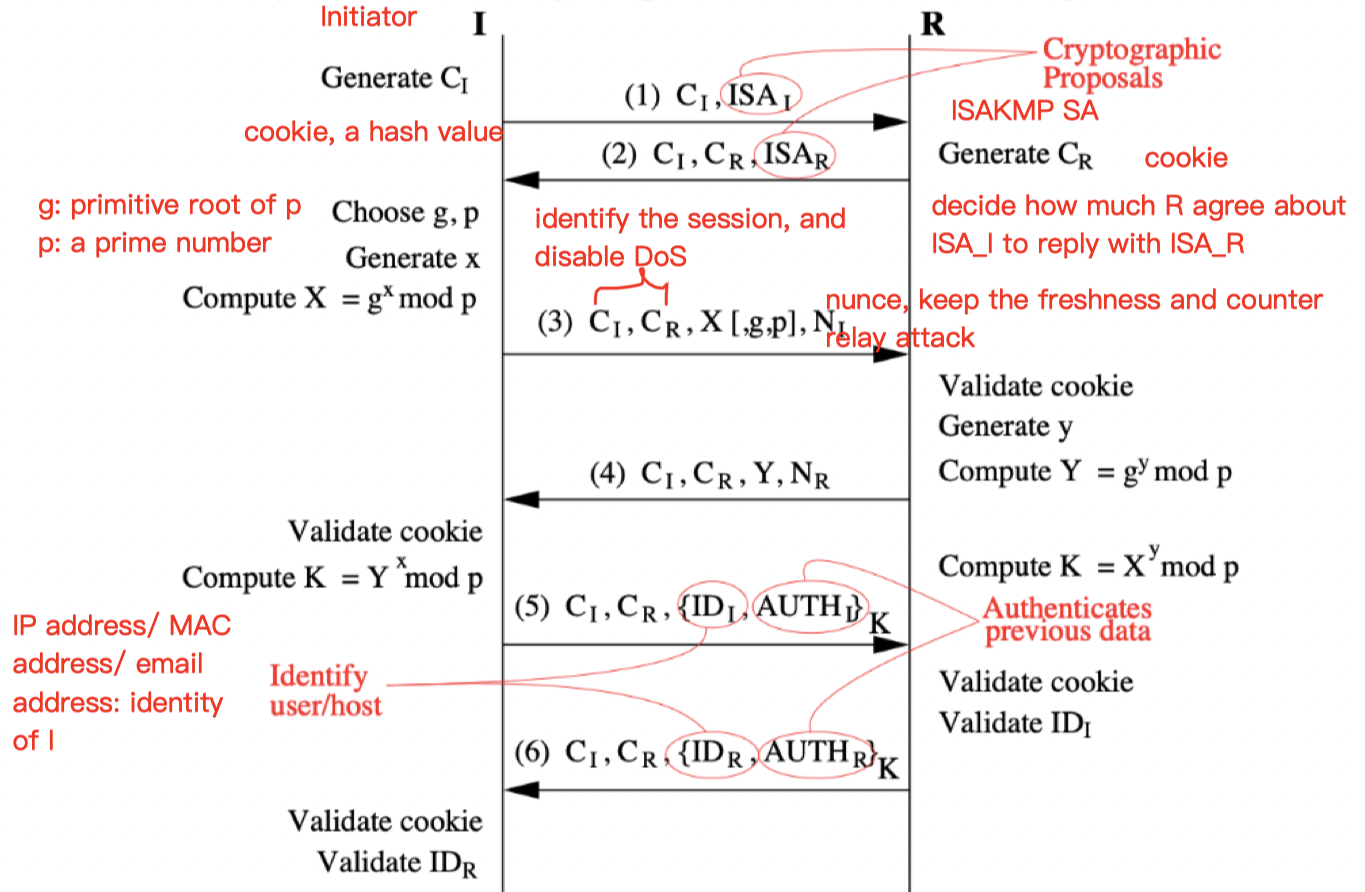 Initiator
I
R
Generate C_I
Cryptographic
Proposals
(1) C_I, ISA_I
ISAKMP SA
cookie, a hash value
(2) C_I, C_R, ISA_R
Generate C_R
cookie
g: primitive root of p
p: a prime number
Choose g, p
identify the session, and
disable DoS
decide how much R agree about
ISA_I to reply with ISA_R
Generate x
Compute X = g^x mod p
nunce, keep the freshness and counter
relay attack
(3) C_I, C_R, X [,g,p], N_I
Validate cookie
Generate y
(4) C_I, C_R, Y, N_R
Compute Y = g^y mod p
Validate cookie
Compute K = Y^x mod p
Compute K = X^y mod p
(5) C_I, C_R, {ID_I, AUTH_I}_K
Authenticates
previous data
IP address/ MAC
address/ email
address: identity
of I
Identify
user/host
Validate cookie
Validate ID_I
(6) C_I, C_R, {ID_R, AUTH_R}_K
Validate cookie
Validate ID_R